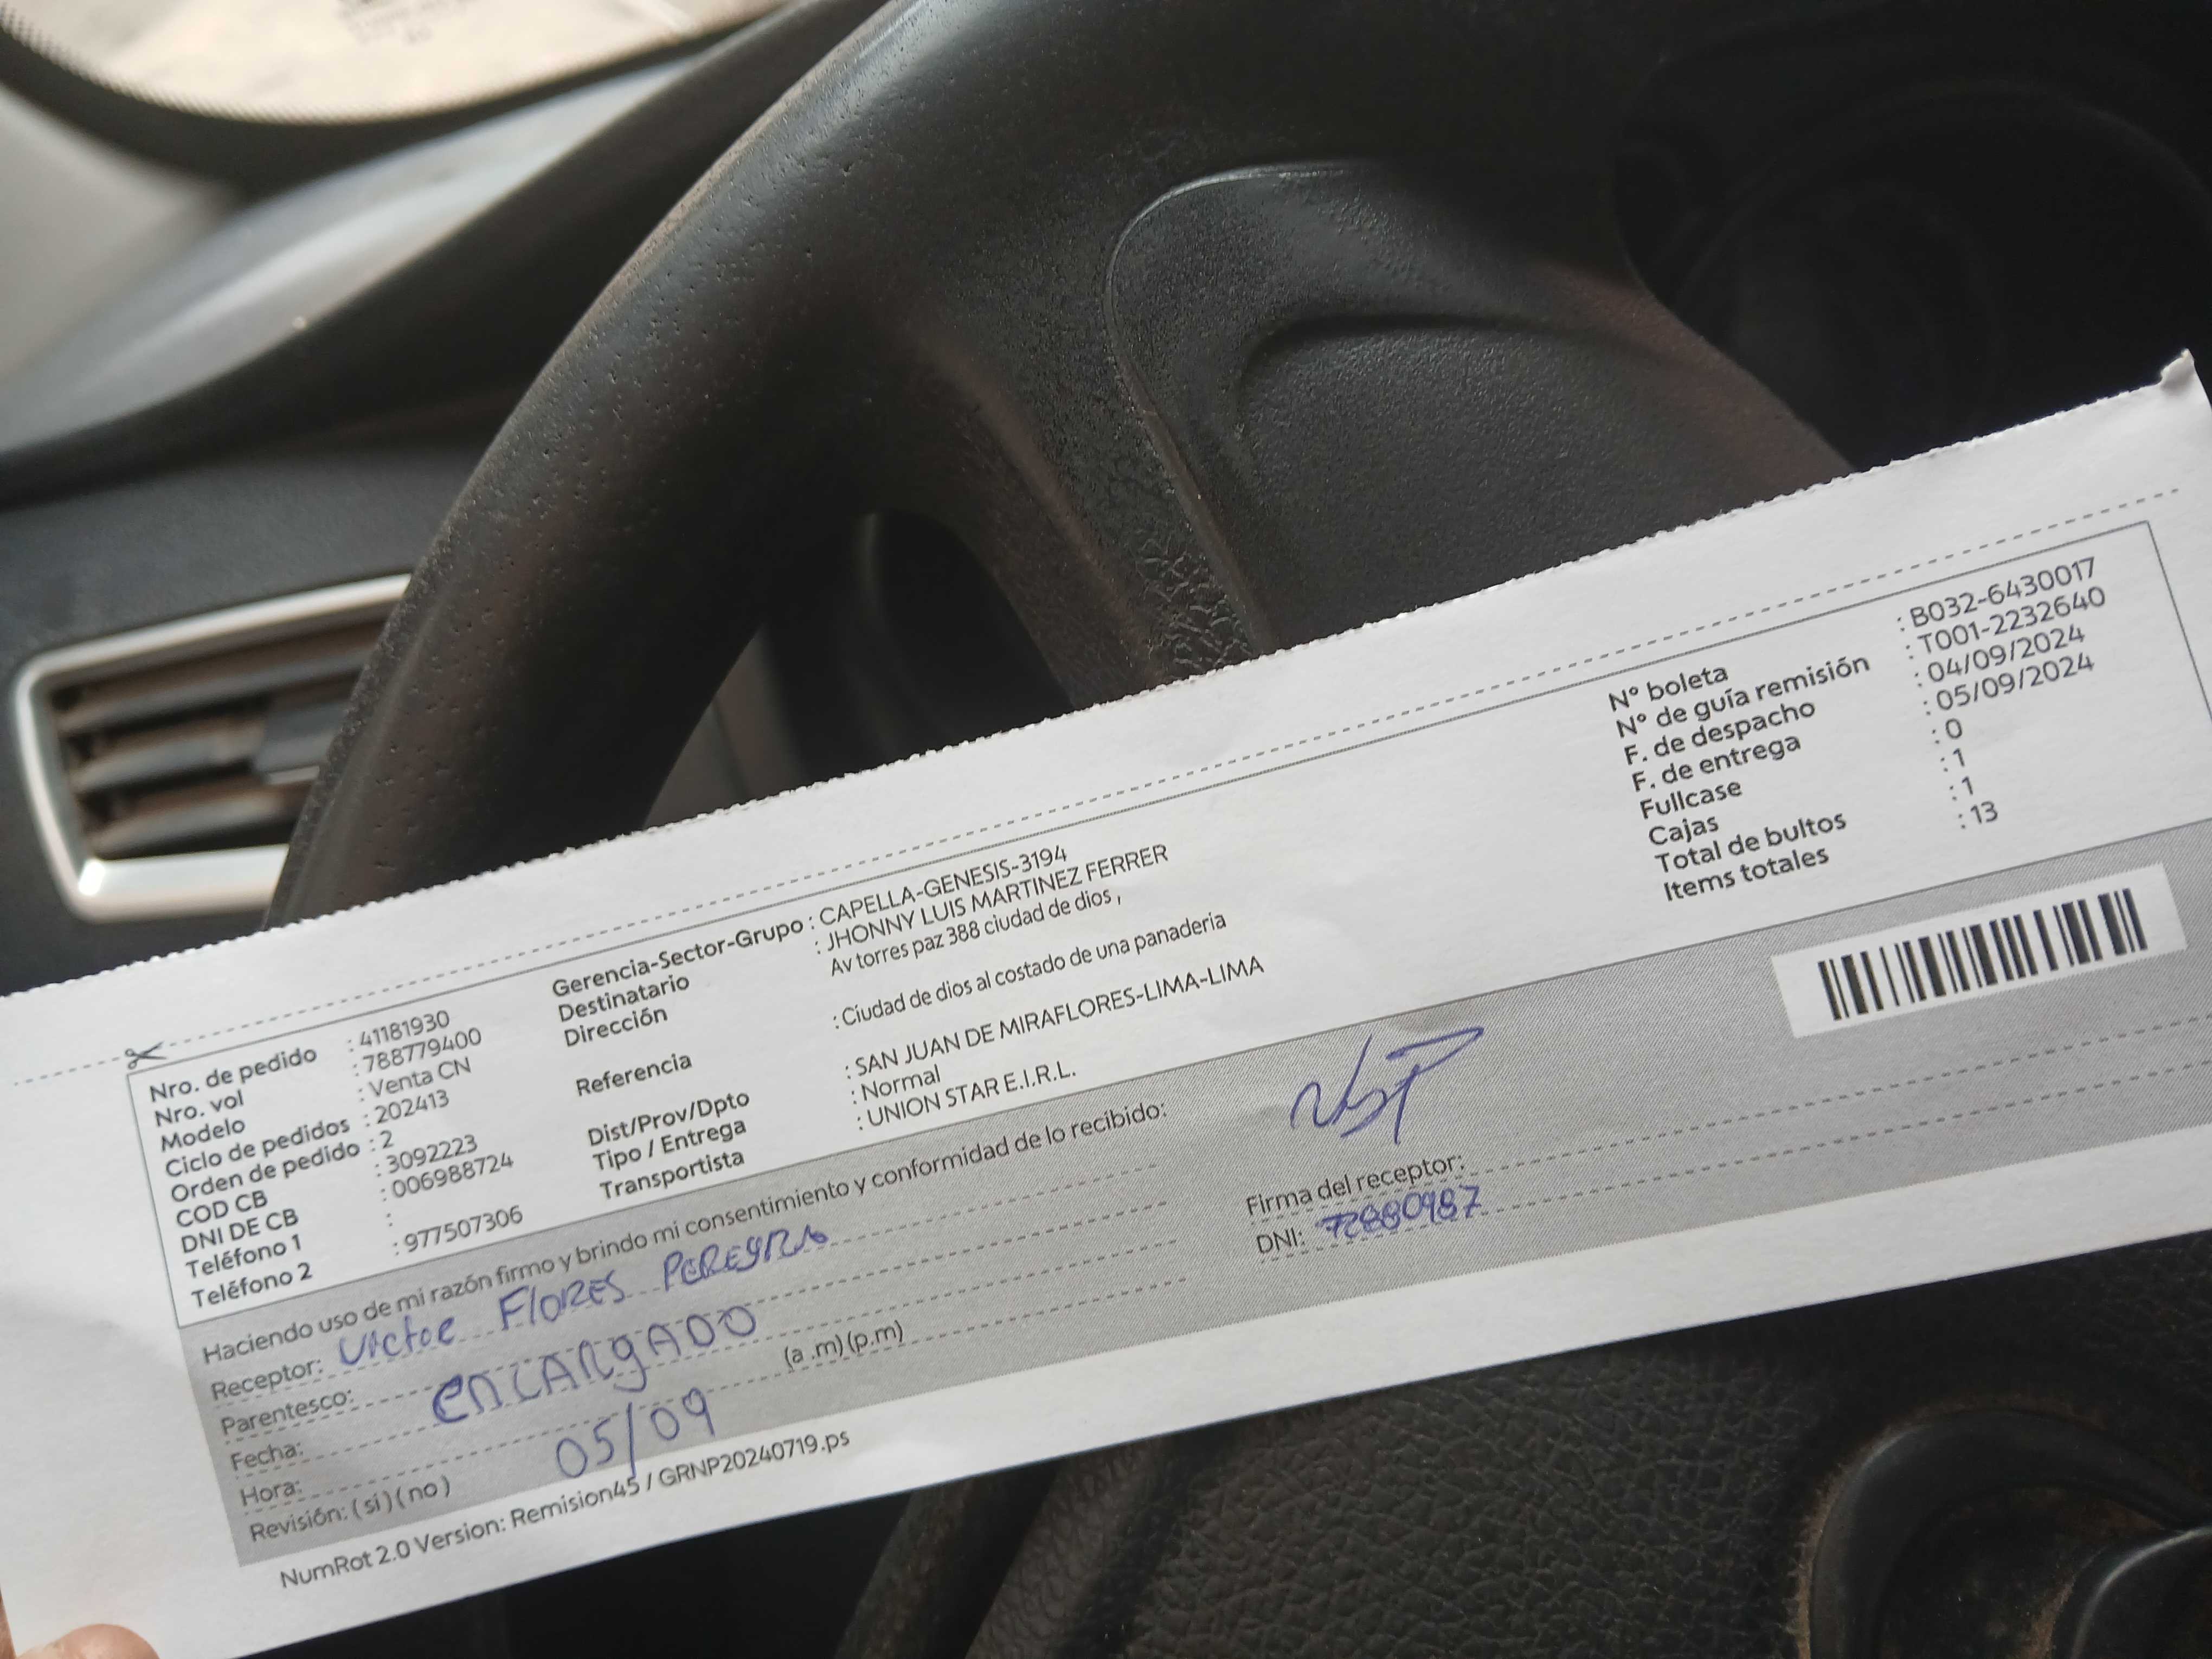 Nro. de pedido : 41181930
Nro. vol : 788779400
Modelo : Venta CN
Ciclo de pedidos : 202413
Orden de pedido : 2
COD CB : 3092223
DNI DE CB : 006988724
Teléfono 1 :
Teléfono 2 : 977507306
Gerencia-Sector-Grupo : CAPELLA-GENESIS-3194
Destinatario : JHONNY LUIS MARTINEZ FERRER
Dirección Av torres paz 388 ciudad de dios ,
Referencia : Ciudad de dios al costado de una panaderia
Dist/Prov/Dpto : SAN JUAN DE MIRAFLORES-LIMA-LIMA
Tipo / Entrega : Normal
Transportista : UNION STAR E.I.R.L.
N° boleta : B032-6430017
N° de guía remisión : T001-2232640
F. de despacho : 04/09/2024
F. de entrega : 05/09/2024
Fullcase : 0
Cajas : 1
Total de bultos : 1
Items totales : 13
Haciendo uso de mi razón firmo y brindo mi consentimiento y conformidad de lo recibido:
Receptor: Victor Flores Pereyra
Parentesco: encargado
Fecha: 05/09
Hora: (a .m) (p.m)
Revisión: ( si ) ( no )
Firma del receptor:
DNI:
NumRot 2.0 Version: Remision45 / GRNP20240719.ps